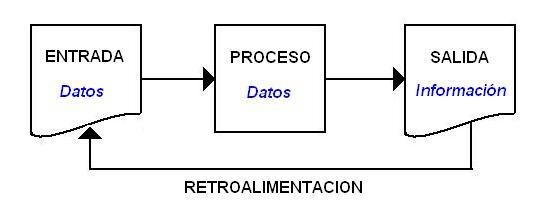 ENTRADA
Datos
PROCESO
Datos
SALIDA
Información
RETROALIMENTACION